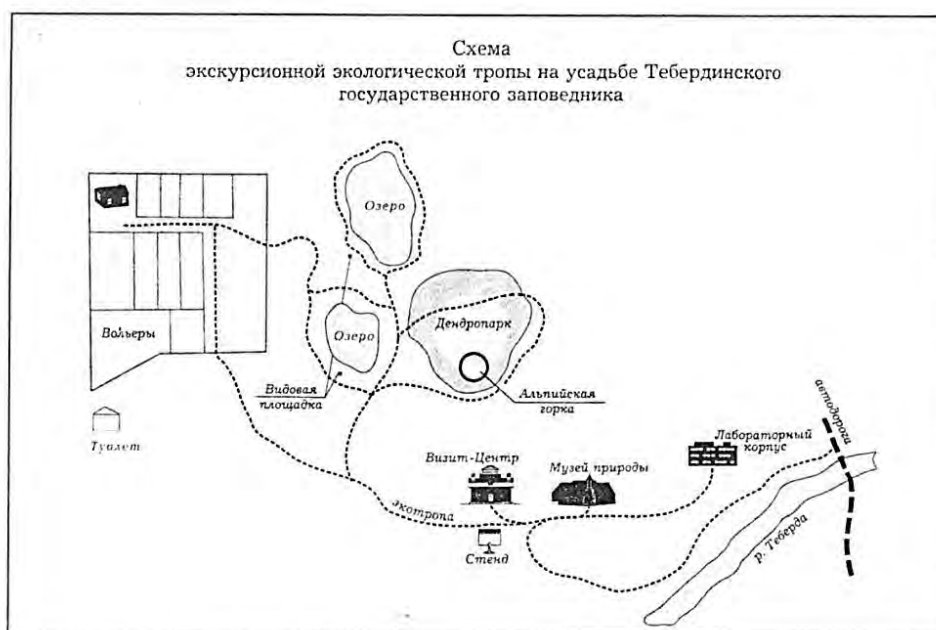 Схема
экскурсионной экологической тропы на усадьбе Тебердинского
государственного заповедника
Озеро
Вольеры
Озеро
Дендропарк
Видовая
площадка
Альпийская
горка
Туалет
автодорога
Лабораторный
корпус
Визит-Центр
Музей природы
экотропа
Стенд
р. Теберда